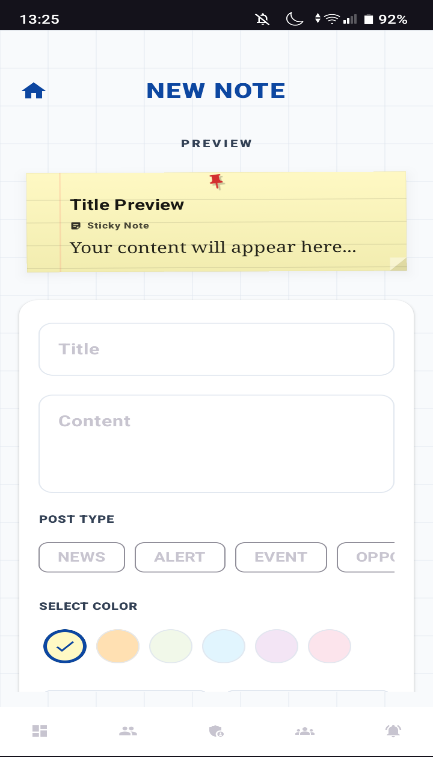 13:25
92%
NEW NOTE
PREVIEW
Title Preview
Sticky Note
Your content will appear here...
Title
Content
POST TYPE
NEWS
ALERT
EVENT
OPPO
SELECT COLOR